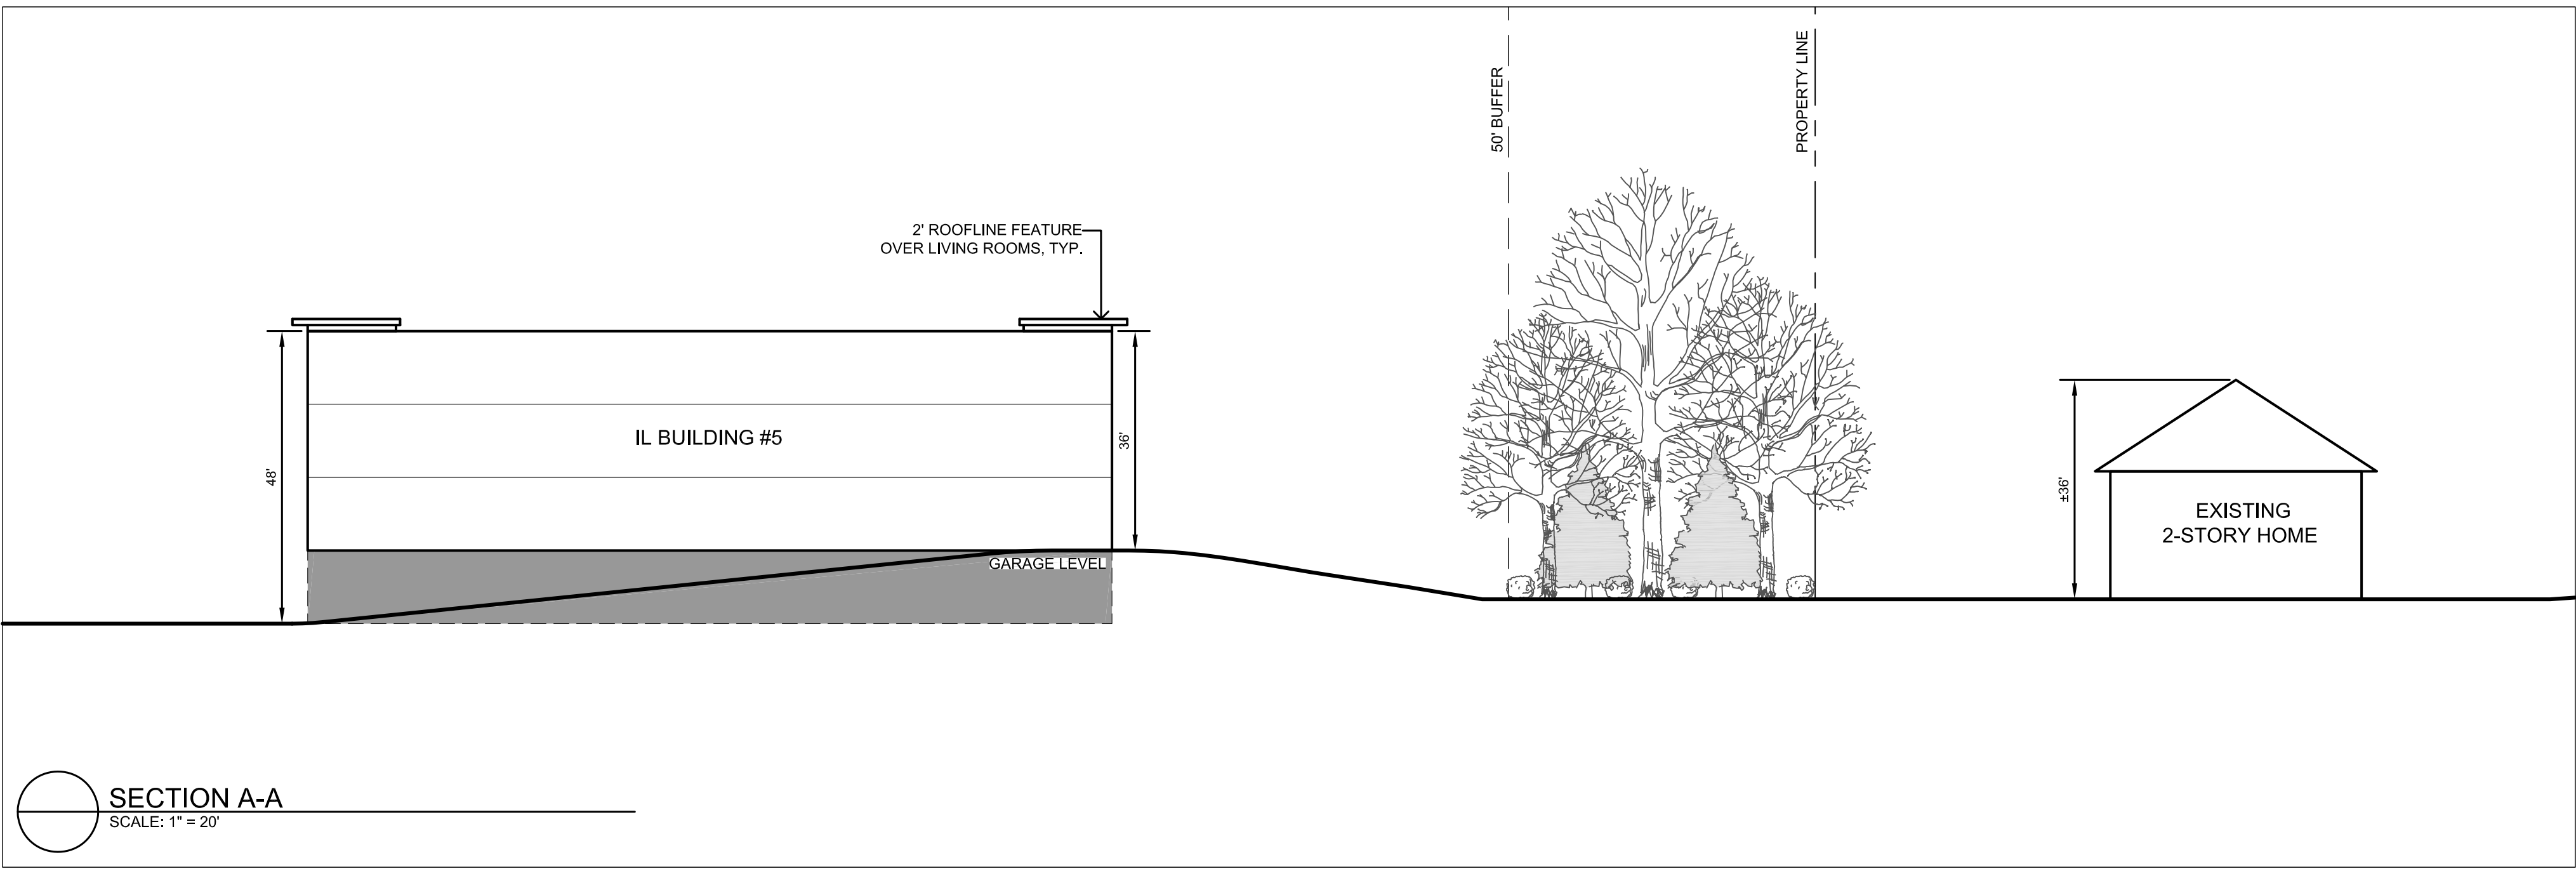 50' BUFFER
PROPERTY LINE
2' ROOFLINE FEATURE
OVER LIVING ROOMS, TYP.
IL BUILDING #5
48'
36'
GARAGE LEVEL
±36'
EXISTING
2-STORY HOME
SECTION A-A
SCALE: 1" = 20'